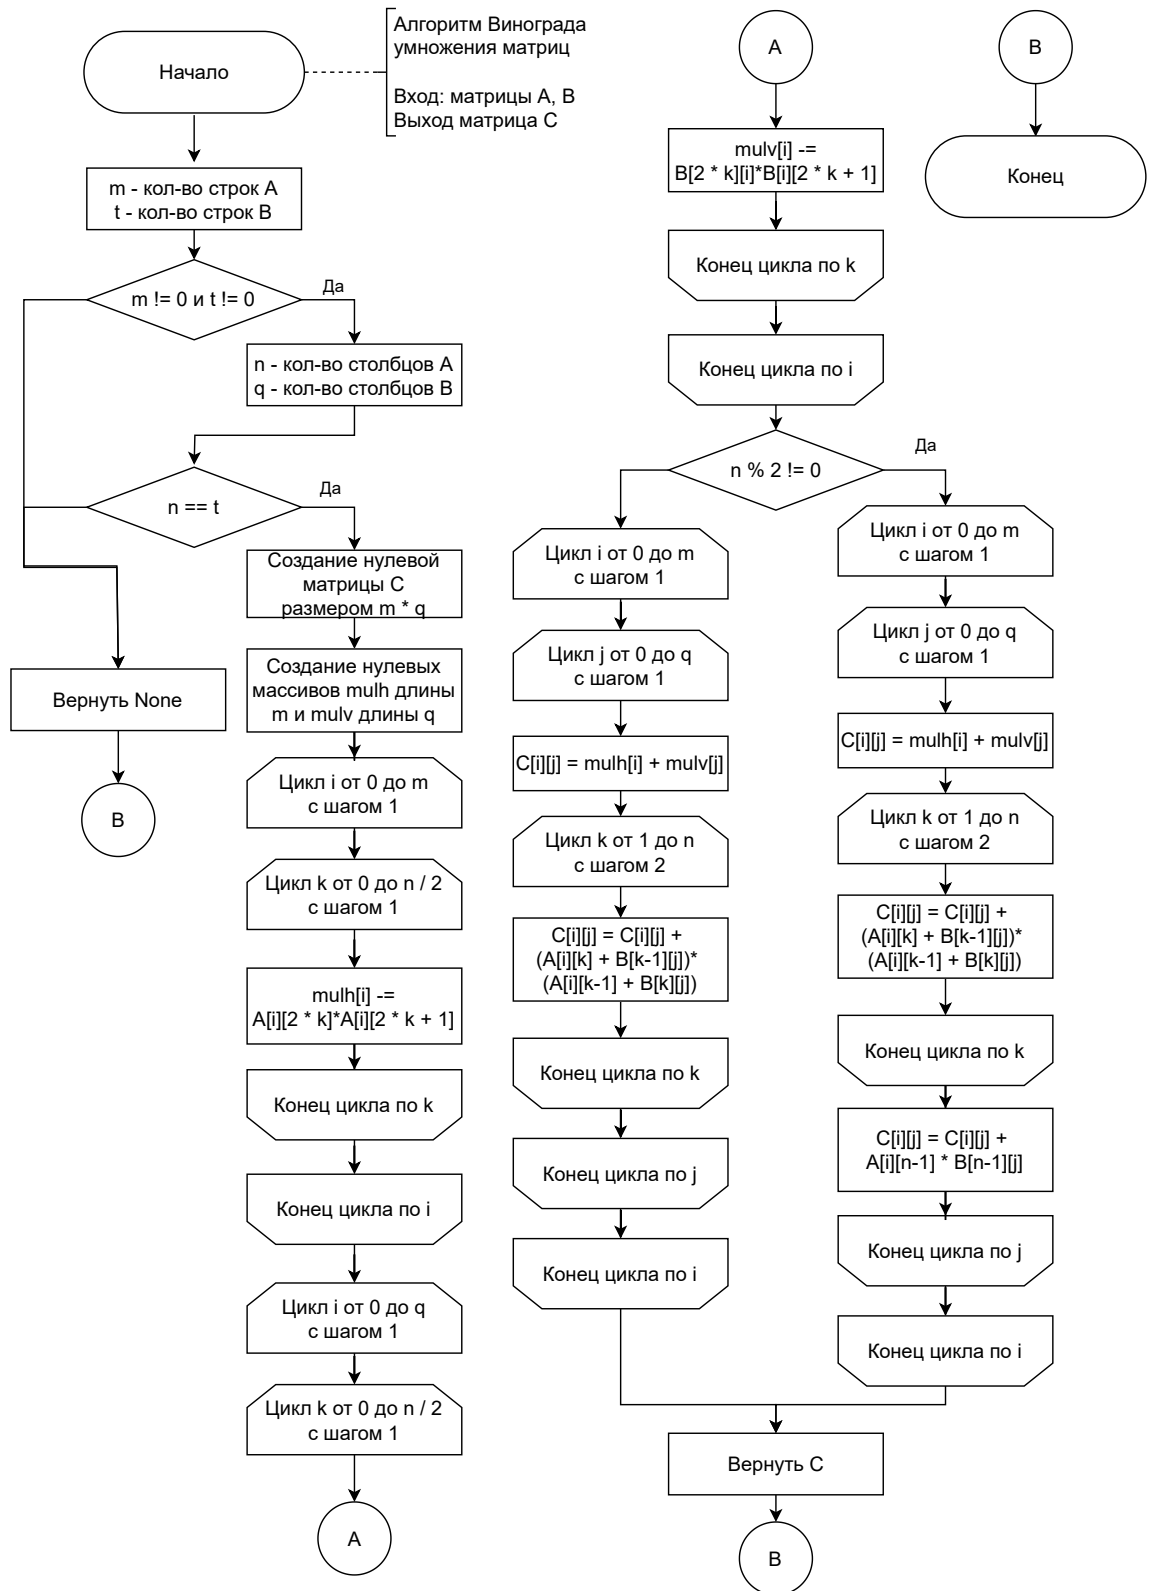 Начало
Алгоритм Винограда
умножения матриц
Вход: матрицы A, B
Выход матрица C
m - кол-во строк A
t - кол-во строк B
m != 0 и t != 0
Да
n - кол-во столбцов A
q - кол-во столбцов B
n == t
Да
Создание нулевой
матрицы C
размером m * q
Создание нулевых
массивов mulh длины
m и mulv длины q
Вернуть None
B
Цикл i от 0 до m
с шагом 1
Цикл k от 0 до n / 2
с шагом 1
mulh[i] -=
A[i][2 * k]*A[i][2 * k + 1]
Конец цикла по k
Конец цикла по i
Цикл i от 0 до q
с шагом 1
Цикл k от 0 до n / 2
с шагом 1
A
A
mulv[i] -=
B[2 * k][i]*B[i][2 * k + 1]
Конец цикла по k
Конец цикла по i
n % 2 != 0
Да
Цикл i от 0 до m
с шагом 1
Цикл j от 0 до q
с шагом 1
C[i][j] = mulh[i] + mulv[j]
Цикл k от 1 до n
с шагом 2
C[i][j] = C[i][j] +
(A[i][k] + B[k-1][j])*
(A[i][k-1] + B[k][j])
Конец цикла по k
Конец цикла по j
Конец цикла по i
Цикл i от 0 до m
с шагом 1
Цикл j от 0 до q
с шагом 1
C[i][j] = mulh[i] + mulv[j]
Цикл k от 1 до n
с шагом 2
C[i][j] = C[i][j] +
(A[i][k] + B[k-1][j])*
(A[i][k-1] + B[k][j])
Конец цикла по k
C[i][j] = C[i][j] +
A[i][n-1] * B[n-1][j]
Конец цикла по j
Конец цикла по i
Вернуть C
B
B
Конец